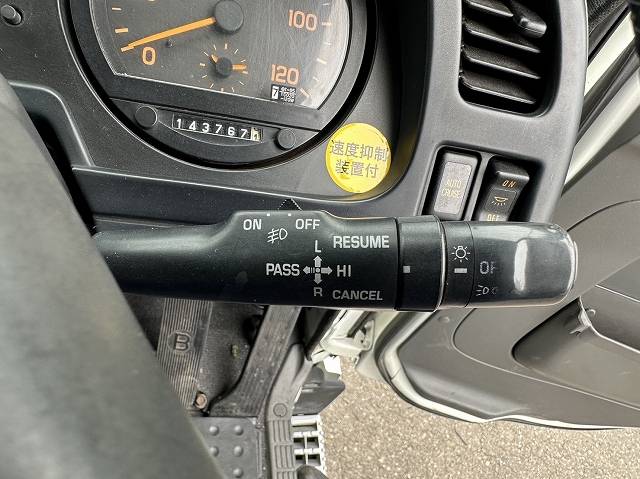 100
120
0
143767
速度抑制
装置付
AUTO
CRUISE
ON
OFF
ON OFF
L RESUME
PASS HI
R CANCEL
OF
B